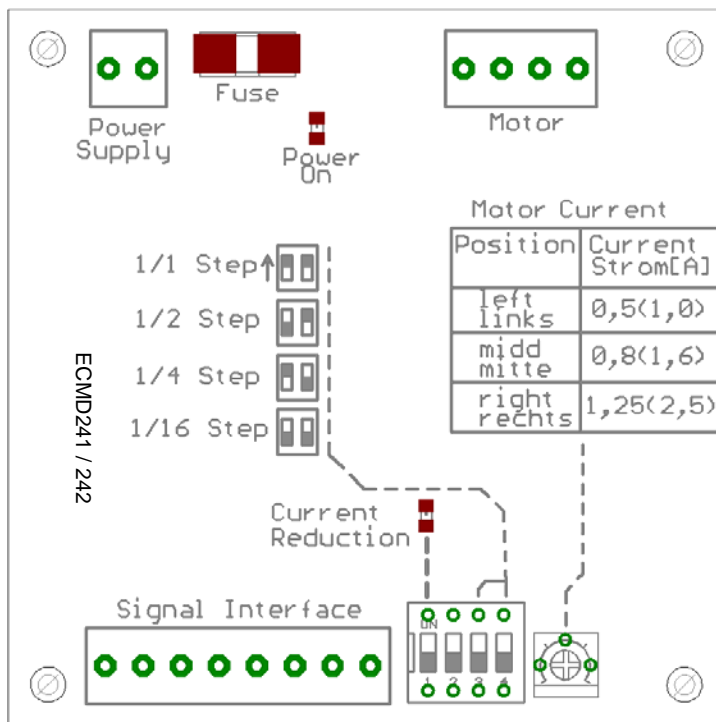 Fuse
Power
Supply
Motor
Power
On
Motor Current
Position
Current
Strom[A]
1/1 Step
left
links
0,5(1,0)
1/2 Step
midd
mitte
0,8(1,6)
1/4 Step
right
rechts
1,25(2,5)
1/16 Step
ECMD241 / 242
Current
Reduction
Signal Interface
ON
1 2 3 4